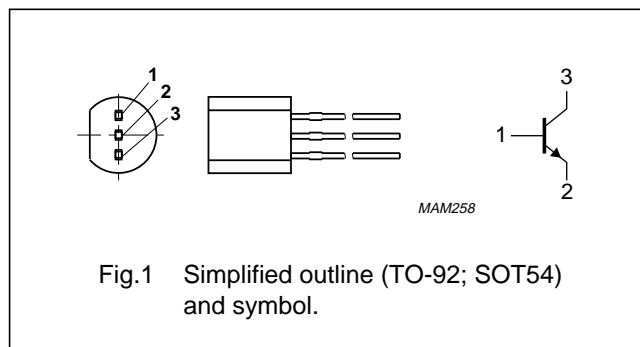 1
2
3
3
1
2
MAM258
Fig.1 Simplified outline (TO-92; SOT54)
and symbol.